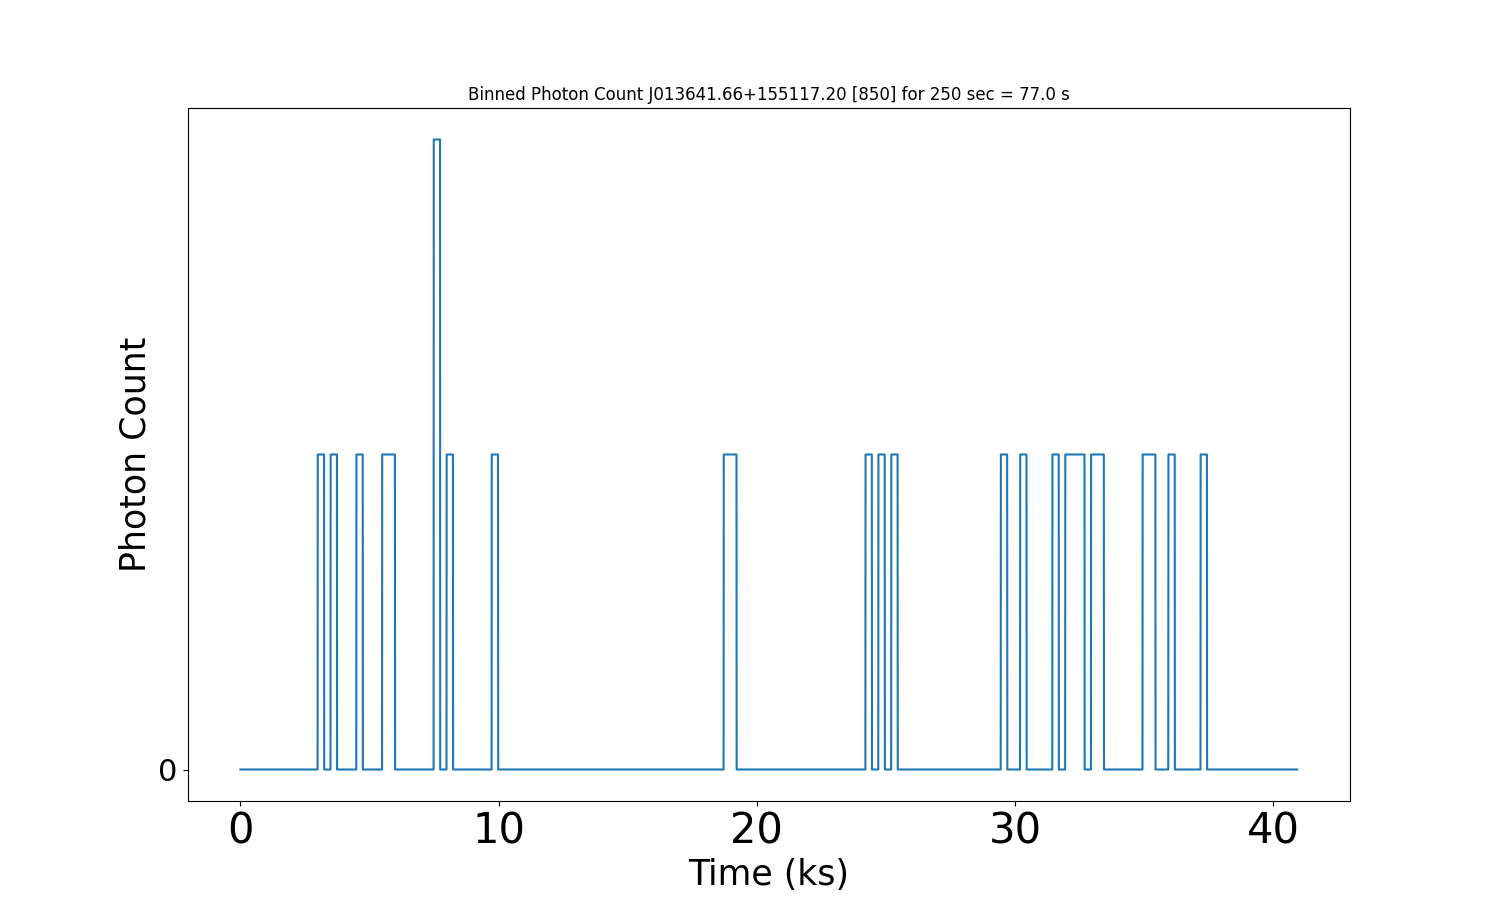 Binned Photon Count J013641.66+155117.20 [850] for 250 sec = 77.0 s
Photon Count
0
0 10 20 30 40
Time (ks)